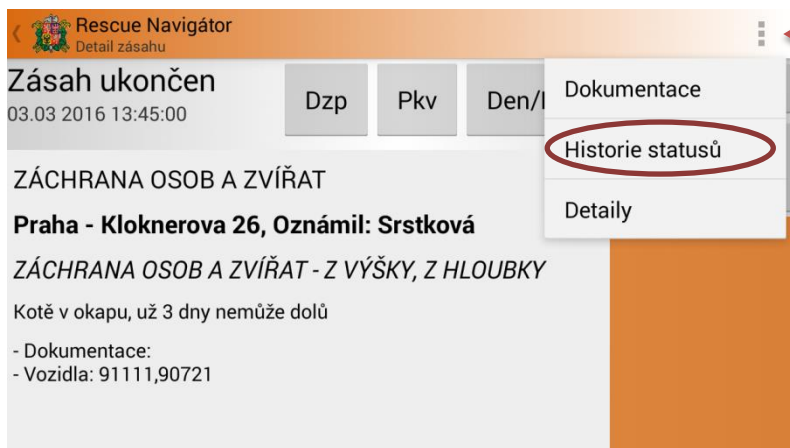 Rescue Navigátor
Detail zásahu
Zásah ukončen
03.03 2016 13:45:00
Dzp
Pkv
Den/
Dokumentace
Historie statusů
Detaily
ZÁCHRANA OSOB A ZVÍŘAT
Praha - Kloknerova 26, Oznámil: Srstková
ZÁCHRANA OSOB A ZVÍŘAT - Z VÝŠKY, Z HLOUBKY
Kotě v okapu, už 3 dny nemůže dolů
- Dokumentace:
- Vozidla: 91111,90721